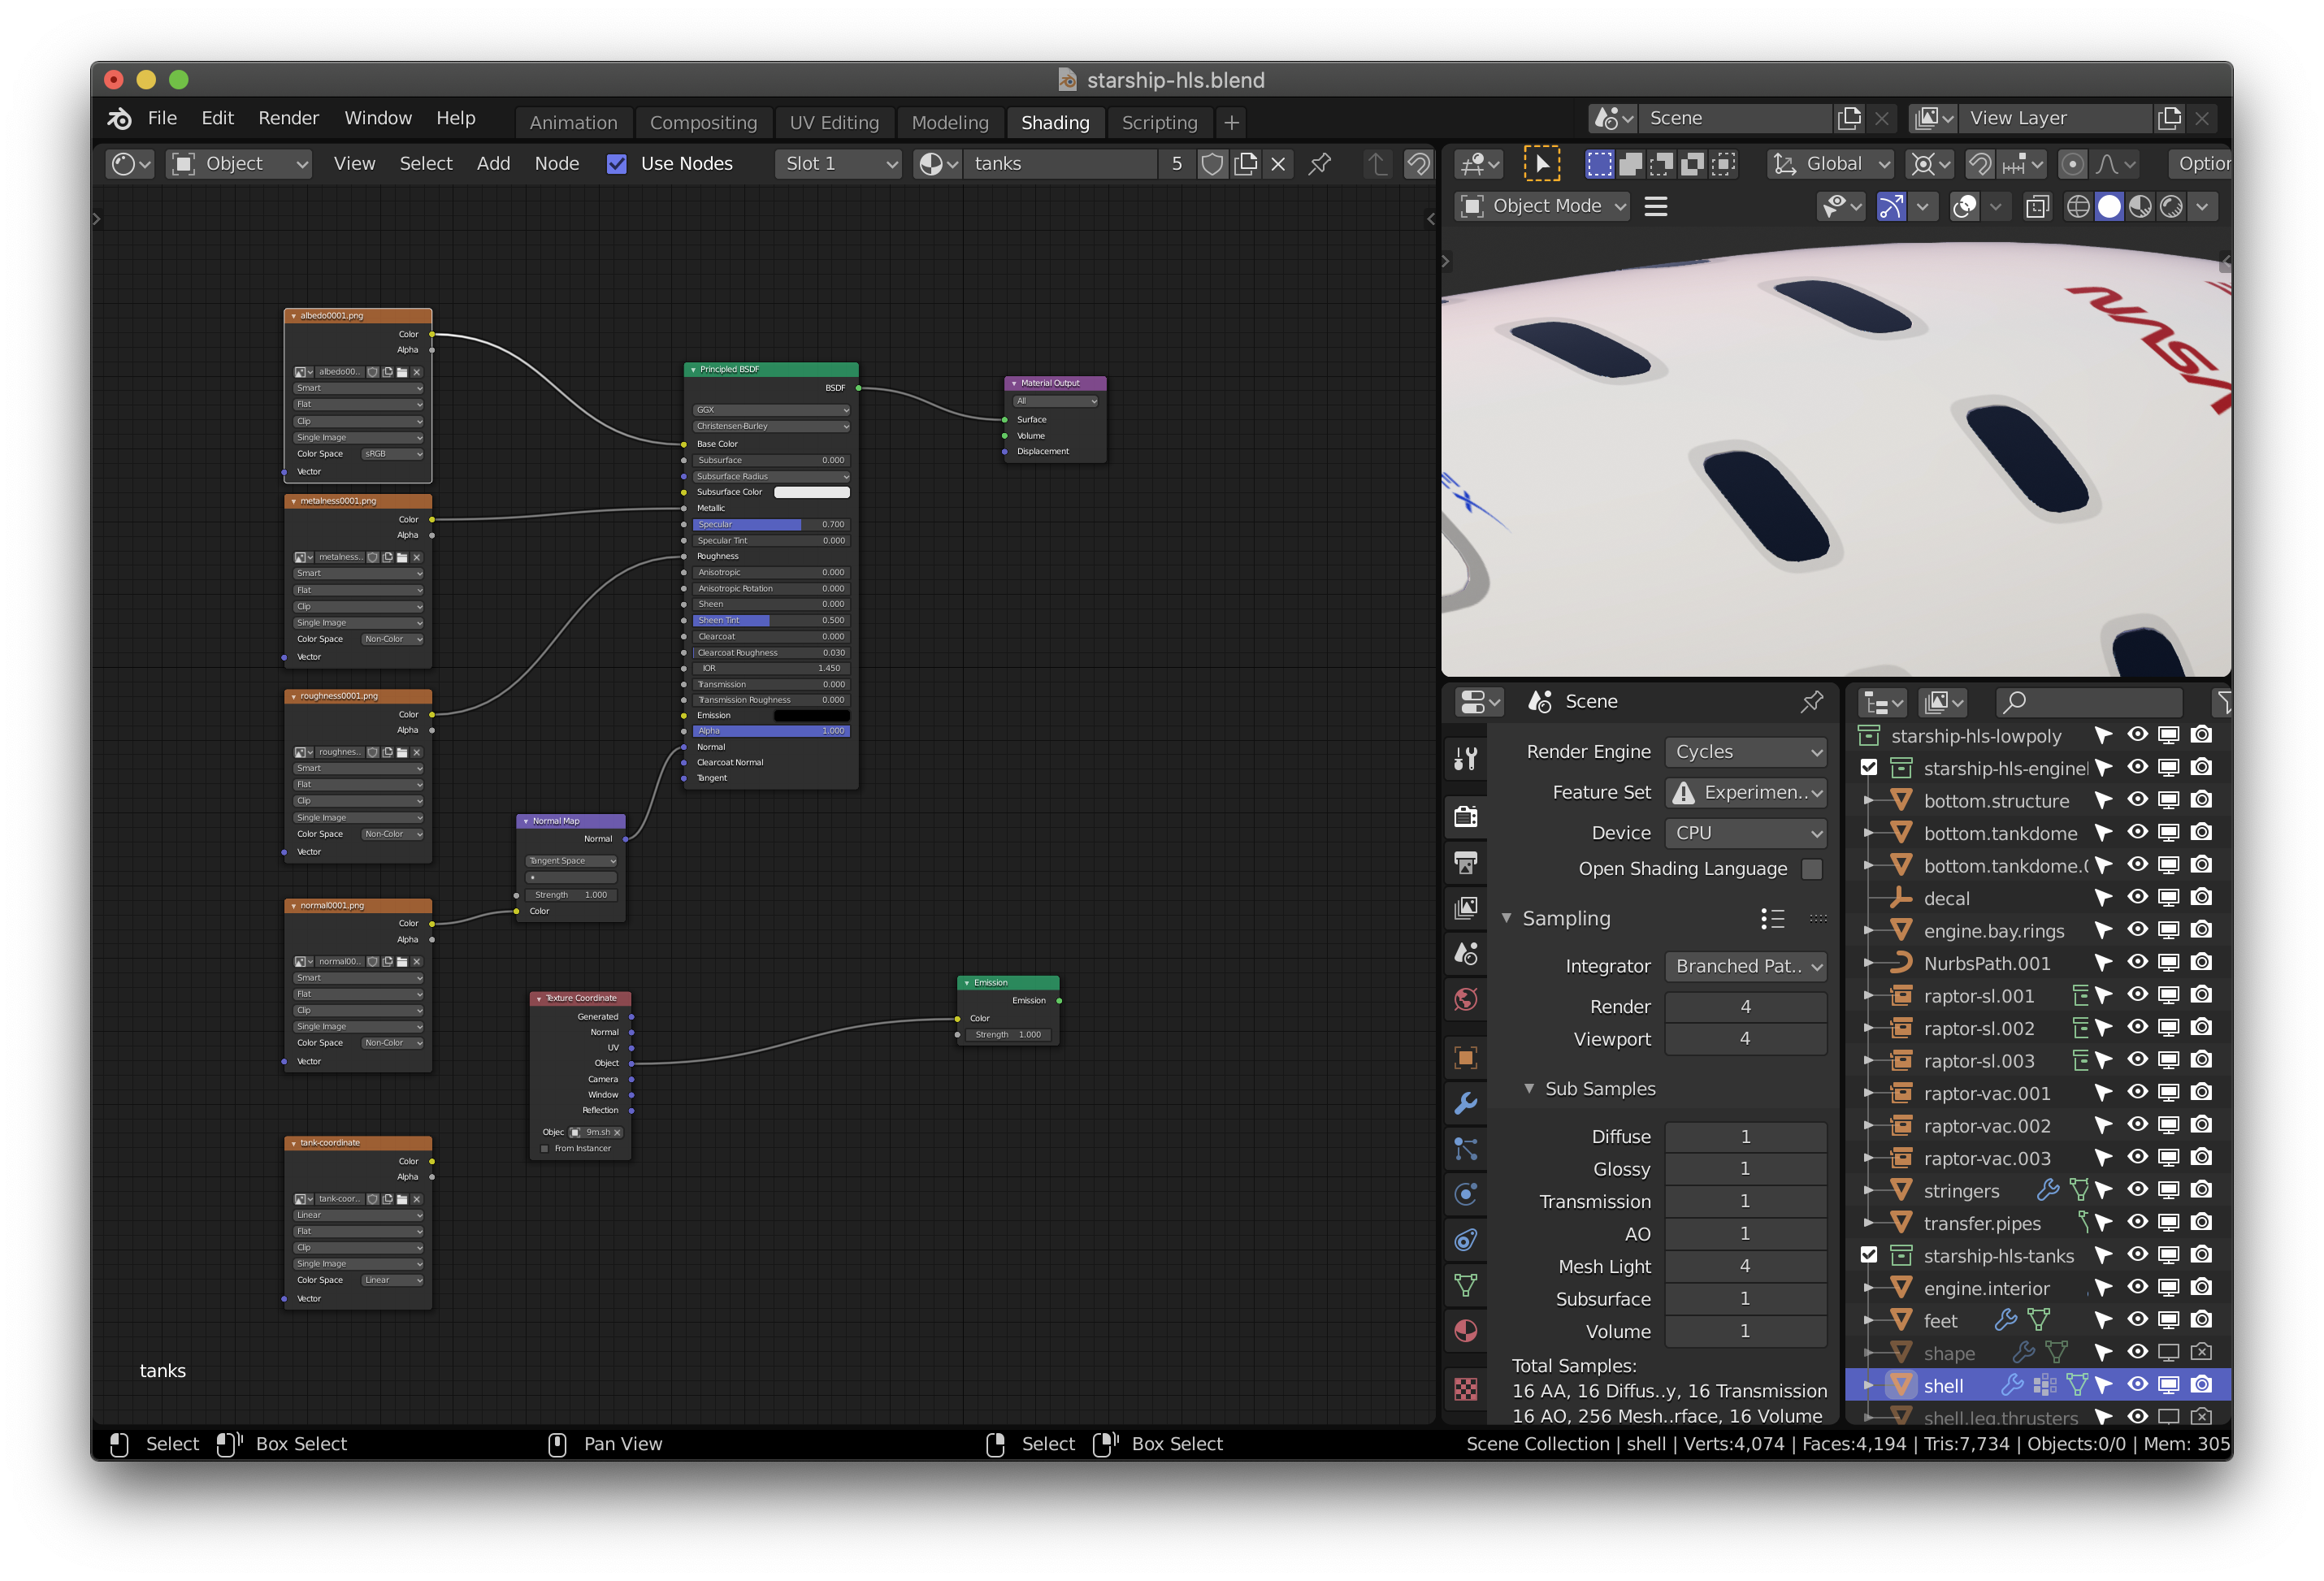 starship-hls.blend
File Edit Render Window Help
Animation Compositing UV Editing Modeling Shading Scripting +
Scene
View Layer
Object View Select Add Node Use Nodes Slot 1 tanks 5
Global Option
Object Mode
albedo0001.png
Color
Alpha
albedo00..
Smart
Flat
Clip
Single Image
Color Space sRGB
Vector
metalness0001.png
Color
Alpha
metalness..
Smart
Flat
Clip
Single Image
Color Space Non-Color
Vector
roughness0001.png
Color
Alpha
roughnes..
Smart
Flat
Clip
Single Image
Color Space Non-Color
Vector
normal0001.png
Color
Alpha
normal00..
Smart
Flat
Clip
Single Image
Color Space Non-Color
Vector
tank-coordinate
Color
Alpha
tank-coor..
Linear
Flat
Clip
Single Image
Color Space Linear
Vector
Normal Map
Normal
Tangent Space
Strength 1.000
Color
Texture Coordinate
Generated
Normal
UV
Object
Camera
Window
Reflection
Objec 9m.sh
From Instancer
Principled BSDF
BSDF
GGX
Christensen-Burley
Base Color
Subsurface 0.000
Subsurface Radius
Subsurface Color
Metallic
Specular 0.700
Specular Tint 0.000
Roughness
Anisotropic 0.000
Anisotropic Rotation 0.000
Sheen 0.000
Sheen Tint 0.500
Clearcoat 0.000
Clearcoat Roughness 0.030
IOR 1.450
Transmission 0.000
Transmission Roughness 0.000
Emission
Alpha 1.000
Normal
Clearcoat Normal
Tangent
Material Output
All
Surface
Volume
Displacement
Emission
Emission
Color
Strength 1.000
tanks
NASA
EX
Scene
Render Engine Cycles
Feature Set Experimen..
Device CPU
Open Shading Language
Sampling
Integrator Branched Pat..
Render 4
Viewport 4
Sub Samples
Diffuse 1
Glossy 1
Transmission 1
AO 1
Mesh Light 4
Subsurface 1
Volume 1
Total Samples:
16 AA, 16 Diffus..y, 16 Transmission
16 AO, 256 Mesh..rface, 16 Volume
starship-hls-lowpoly
starship-hls-enginel
bottom.structure
bottom.tankdome
bottom.tankdome.0
decal
engine.bay.rings
NurbsPath.001
raptor-sl.001
raptor-sl.002
raptor-sl.003
raptor-vac.001
raptor-vac.002
raptor-vac.003
stringers
transfer.pipes
starship-hls-tanks
engine.interior
feet
shape
shell
shell.leg.thrusters
Select Box Select Pan View Select Box Select
Scene Collection | shell | Verts:4,074 | Faces:4,194 | Tris:7,734 | Objects:0/0 | Mem: 305